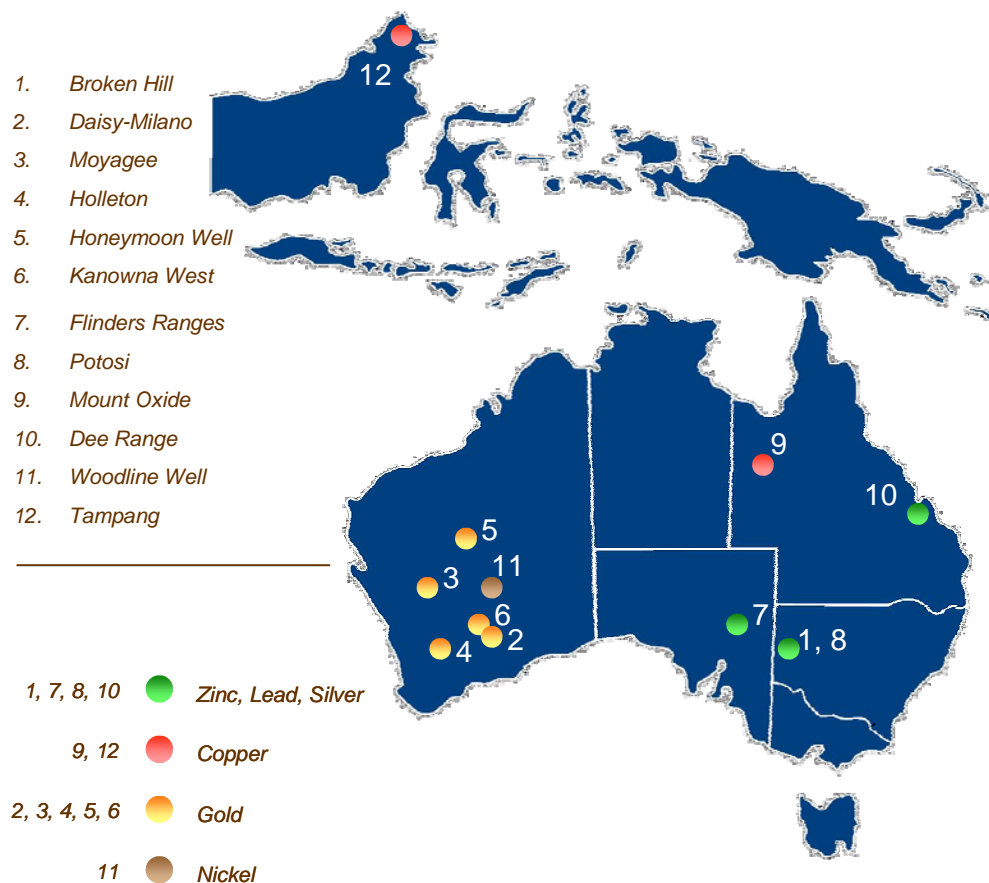 1. Broken Hill
2. Daisy-Milano
3. Moyagee
4. Holleton
5. Honeymoon Well
6. Kanowna West
7. Flinders Ranges
8. Potosi
9. Mount Oxide
10. Dee Range
11. Woodline Well
12. Tampang
1, 7, 8, 10 Zinc, Lead, Silver
9, 12 Copper
2, 3, 4, 5, 6 Gold
11 Nickel
12
9
10
5
3
11
6
2
4
7
1, 8